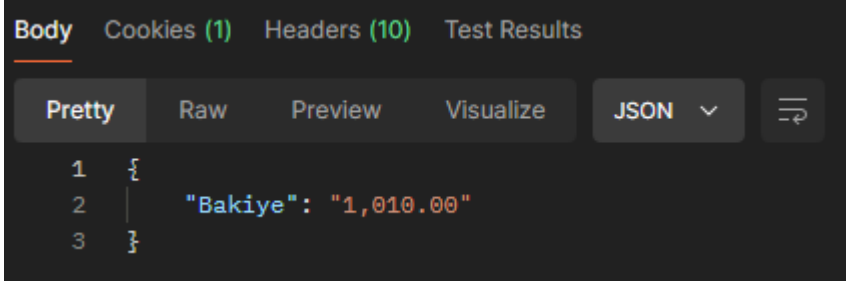 Body Cookies (1) Headers (10) Test Results
Pretty Raw Preview Visualize JSON
1 {
2 "Bakiye": "1,010.00"
3 }